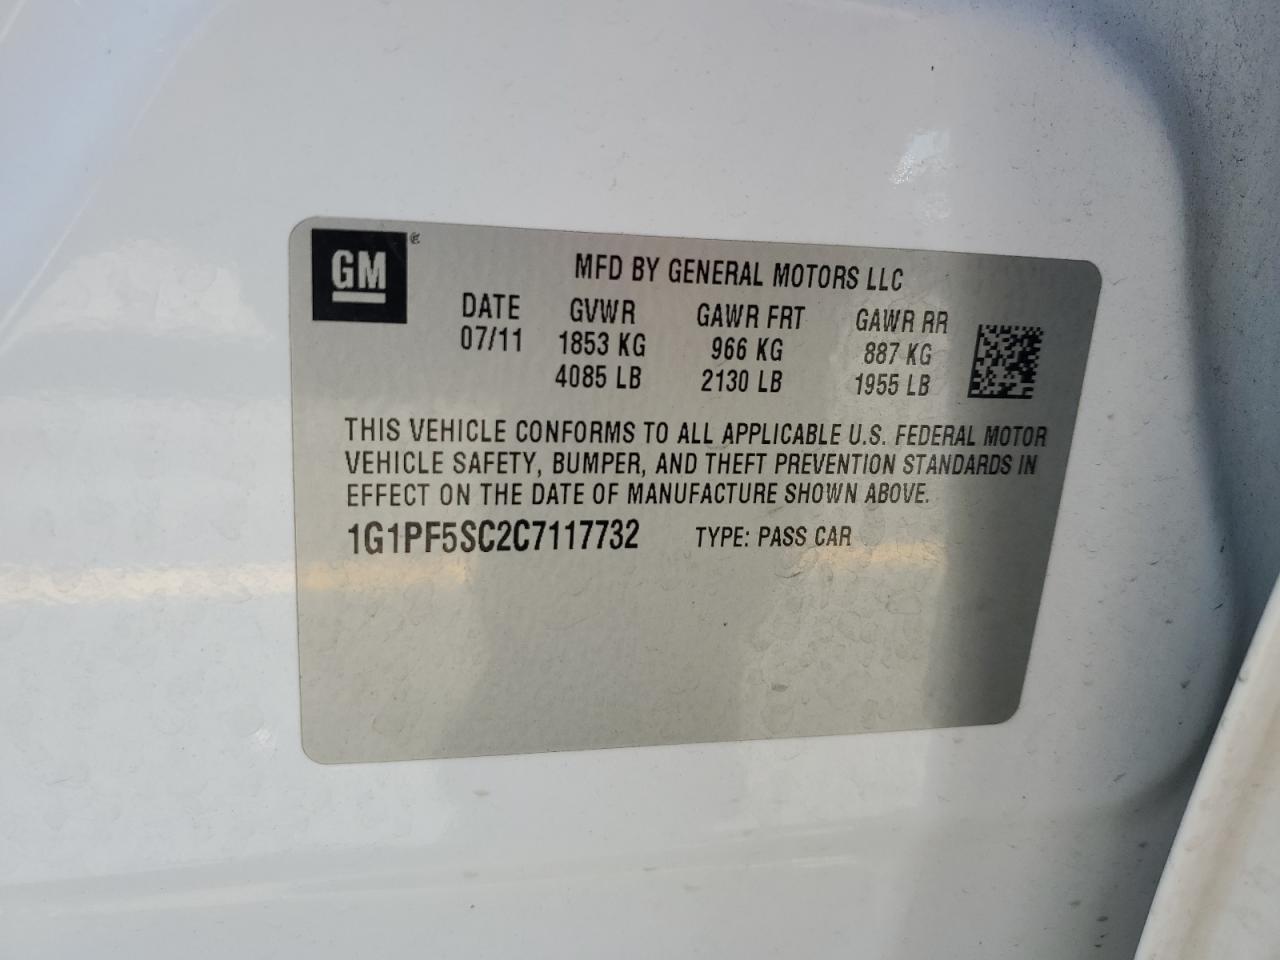 GM®
MFD BY GENERAL MOTORS LLC
DATE GVWR GAWR FRT GAWR RR
07/11 1853 KG 966 KG 887 KG
4085 LB 2130 LB 1955 LB
THIS VEHICLE CONFORMS TO ALL APPLICABLE U.S. FEDERAL MOTOR
VEHICLE SAFETY, BUMPER, AND THEFT PREVENTION STANDARDS IN
EFFECT ON THE DATE OF MANUFACTURE SHOWN ABOVE.
1G1PF5SC2C7117732 TYPE: PASS CAR